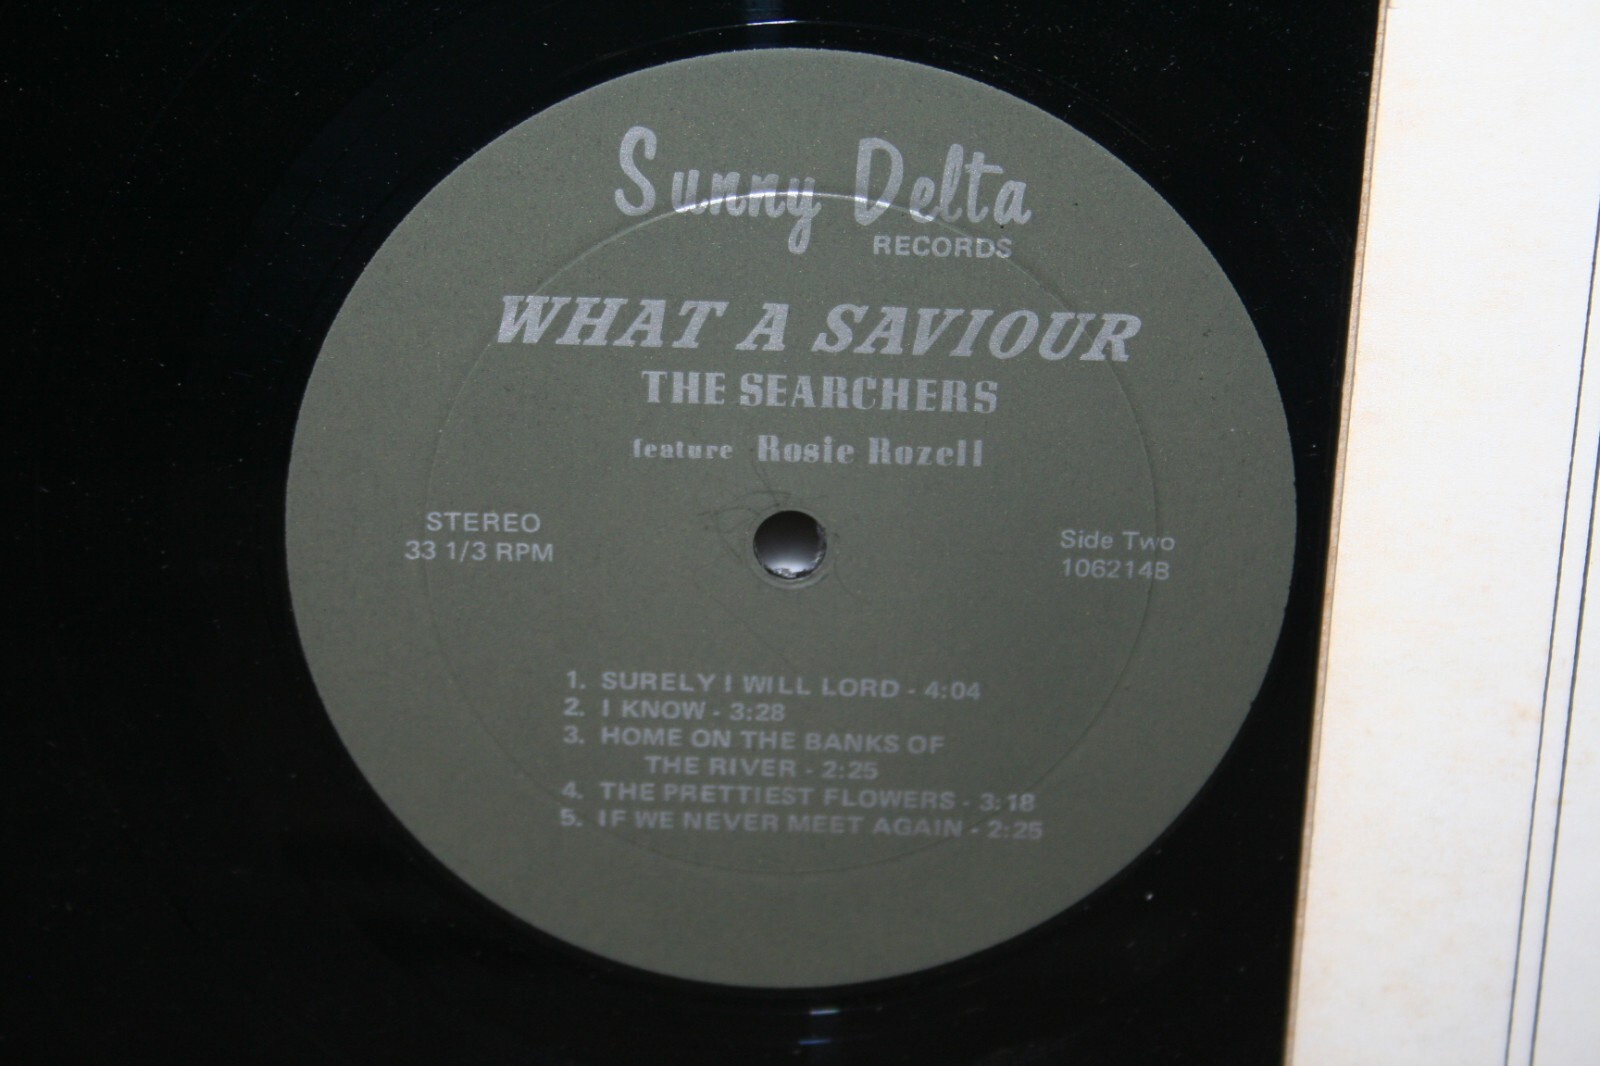 Sunny Delta
RECORDS
WHAT A SAVIOUR
THE SEARCHERS
feature Rosie Rozell
STEREO
33 1/3 RPM
Side Two
106214B
1. SURELY I WILL LORD - 4:04
2. I KNOW - 3:28
3. HOME ON THE BANKS OF
THE RIVER - 2:25
4. THE PRETTIEST FLOWERS - 3:18
5. IF WE NEVER MEET AGAIN - 2:25